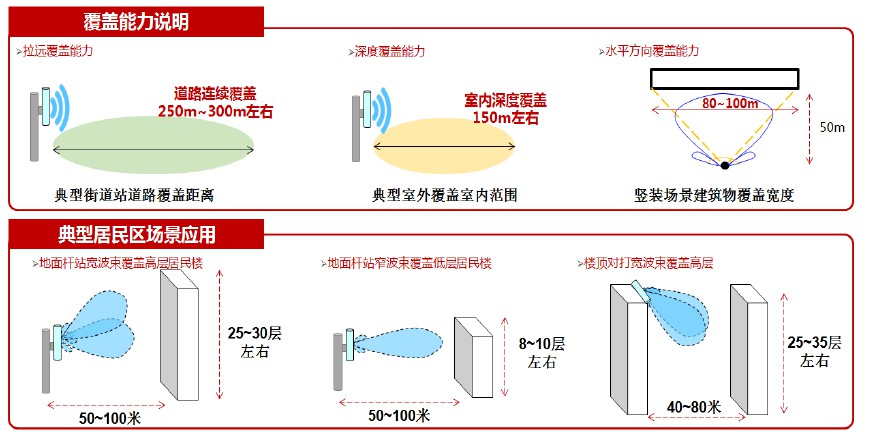 覆盖能力说明
➢拉远覆盖能力
➢深度覆盖能力
➢水平方向覆盖能力
道路连续覆盖
250m~300m左右
室内深度覆盖
150m左右
80~100m
50m
典型街道站道路覆盖距离
典型室外覆盖室内范围
竖装场景建筑物覆盖宽度
典型居民区场景应用
➢地面杆站宽波束覆盖高层居民楼
➢地面杆站窄波束覆盖低层居民楼
➢楼顶对打宽波束覆盖高层
25~30层
左右
8~10层
左右
25~35层
左右
50~100米
50~100米
40~80米